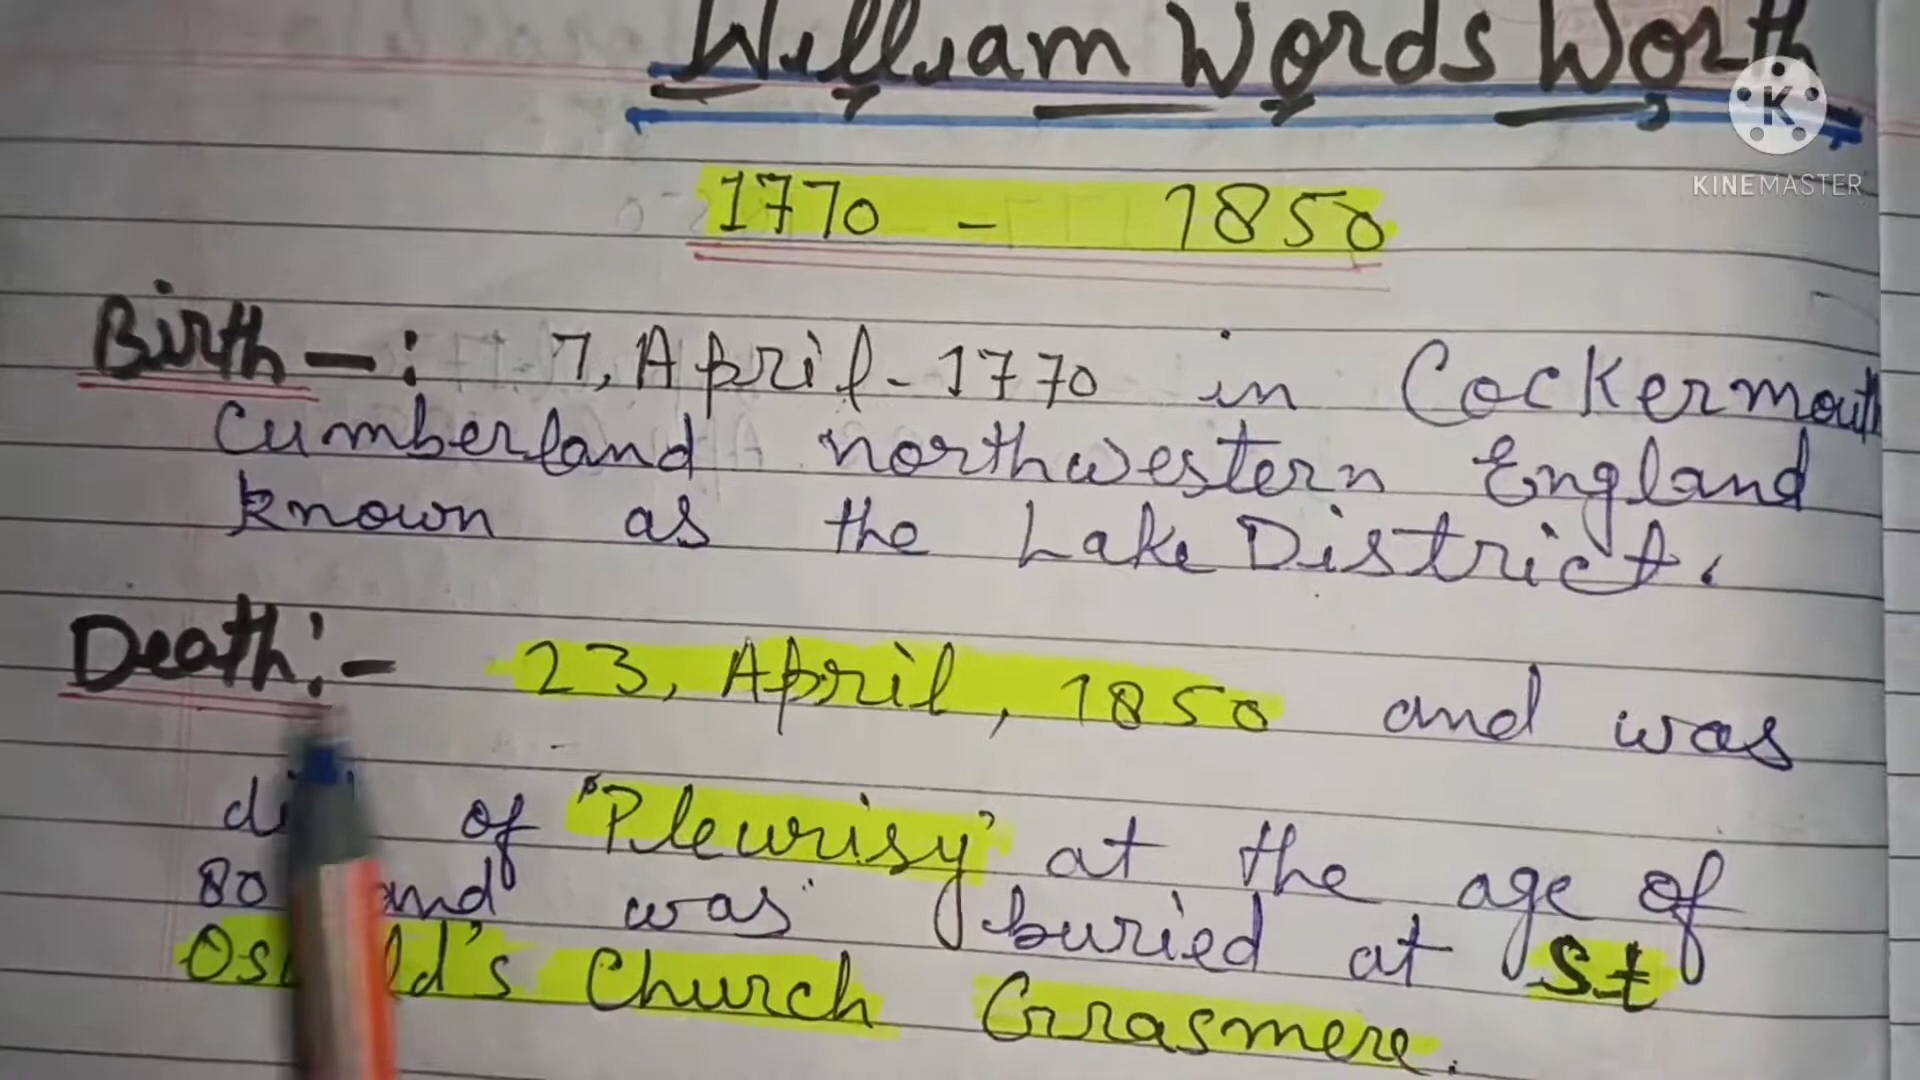 William Words Worth
K
KINEMASTER
1770 - 1850
Birth -: 7, April - 1770 in Cockermouth
Cumberland northwestern England
known as the Lake District.
Death:- 23, April, 1850 and was
of 'Pleurisy' at the age of
80 and was buried at St
Church Grasmere.